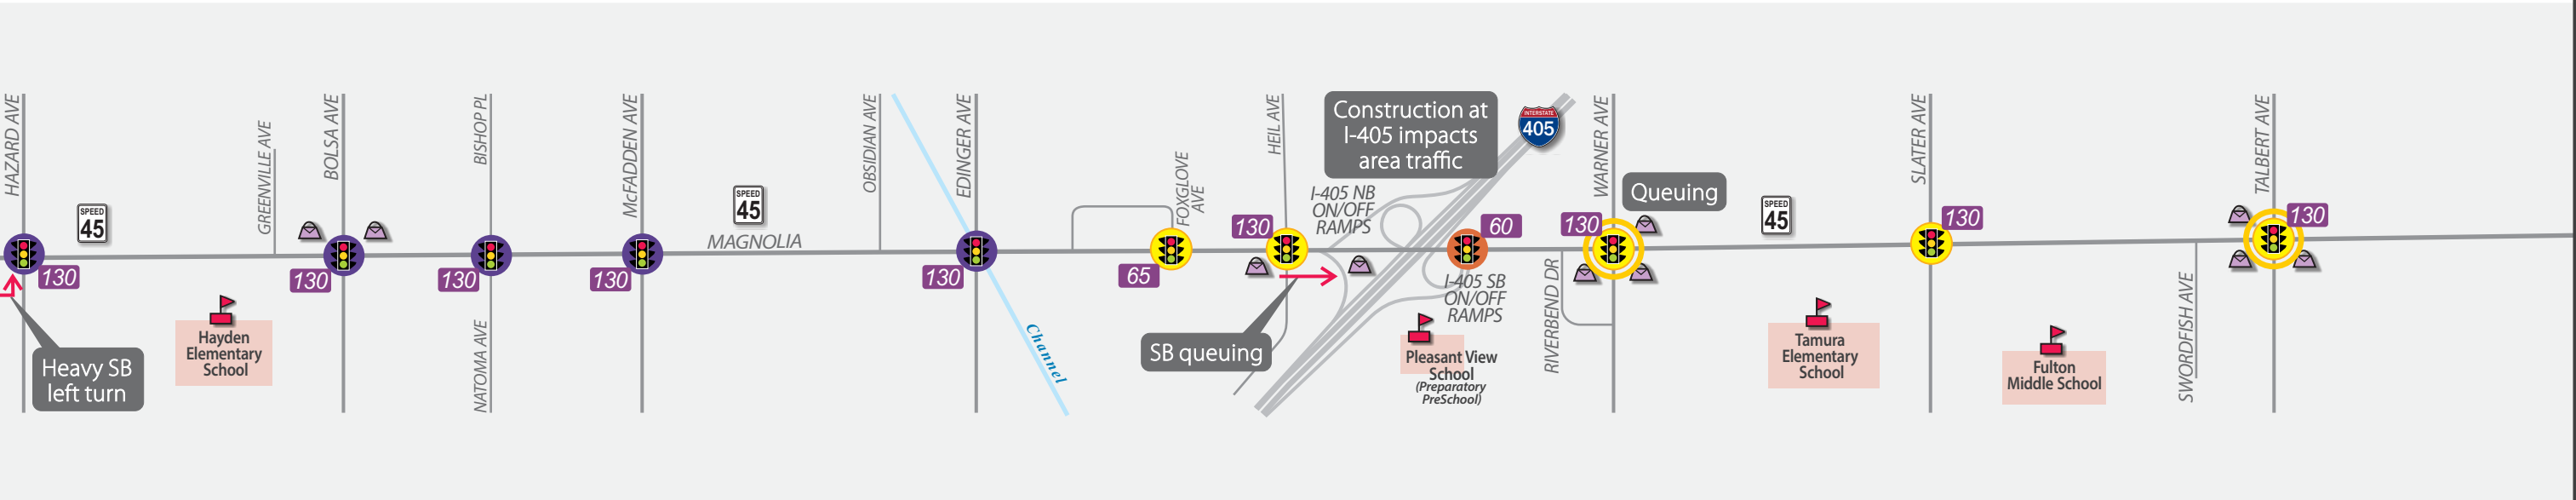 HAZARD AVE
SPEED
45
130
Heavy SB
left turn
Hayden
Elementary
School
GREENVILLE AVE
BOLSA AVE
130
BISHOP PL
130
NATOMA AVE
McFADDEN AVE
130
SPEED
45
MAGNOLIA
OBSIDIAN AVE
EDINGER AVE
130
Channel
FOXGLOVE
AVE
65
HEIL AVE
130
SB queuing
Construction at
I-405 impacts
area traffic
I-405 NB
ON/OFF
RAMPS
INTERSTATE
405
60
I-405 SB
ON/OFF
RAMPS
Pleasant View
School
(Preparatory
PreSchool)
RIVERBEND DR
WARNER AVE
130
Queuing
SPEED
45
Tamura
Elementary
School
SLATER AVE
130
Fulton
Middle School
SWORDFISH AVE
TALBERT AVE
130